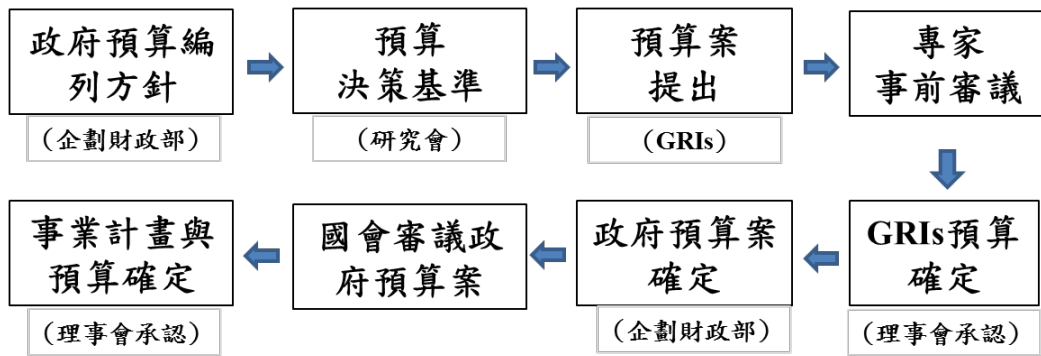 政府預算編
列方針
（企劃財政部）
預算
決策基準
（研究會）
預算案
提出
（GRIs）
專家
事前審議
GRIs預算
確定
（理事會承認）
政府預算案
確定
（企劃財政部）
國會審議政
府預算案
事業計畫與
預算確定
（理事會承認）